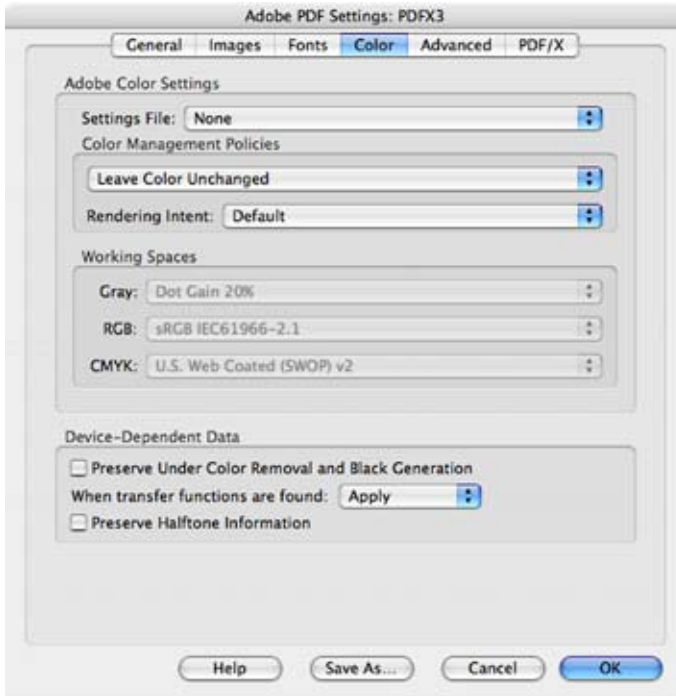 Adobe PDF Settings: PDFX3
General Images Fonts Color Advanced PDF/X
Adobe Color Settings
Settings File: None
Color Management Policies
Leave Color Unchanged
Rendering Intent: Default
Working Spaces
Gray: Dot Gain 20%
RGB: sRGB IEC61966-2.1
CMYK: U.S. Web Coated (SWOP) v2
Device-Dependent Data
Preserve Under Color Removal and Black Generation
When transfer functions are found: Apply
Preserve Halftone Information
Help Save As... Cancel OK